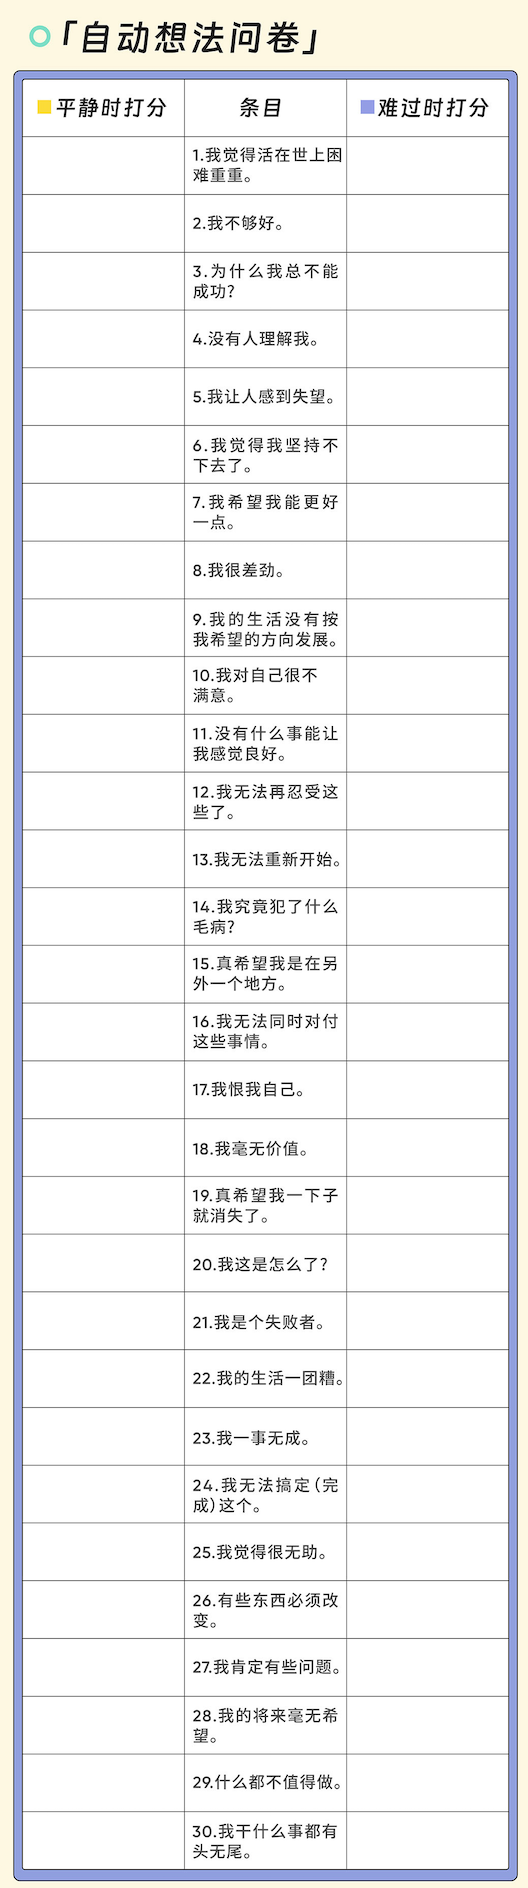 「自动想法问卷」
平静时打分 条目 难过时打分
1.我觉得活在世上困
难重重。
2.我不够好。
3.为什么我总不能
成功?
4.没有人理解我。
5.我让人感到失望。
6.我觉得我坚持不
下去了。
7.我希望我能更好
一点。
8.我很差劲。
9.我的生活没有按
我希望的方向发展。
10.我对自己很不
满意。
11.没有什么事能让
我感觉良好。
12.我无法再忍受这
些了。
13.我无法重新开始。
14.我究竟犯了什么
毛病?
15.真希望我是在另
外一个地方。
16.我无法同时对付
这些事情。
17.我恨我自己。
18.我毫无价值。
19.真希望我一下子
就消失了。
20.我这是怎么了?
21.我是个失败者。
22.我的生活一团糟。
23.我一事无成。
24.我无法搞定(完
成)这个。
25.我觉得很无助。
26.有些东西必须改
变。
27.我肯定有些问题。
28.我的将来毫无希
望。
29.什么都不值得做。
30.我干什么事都有
头无尾。